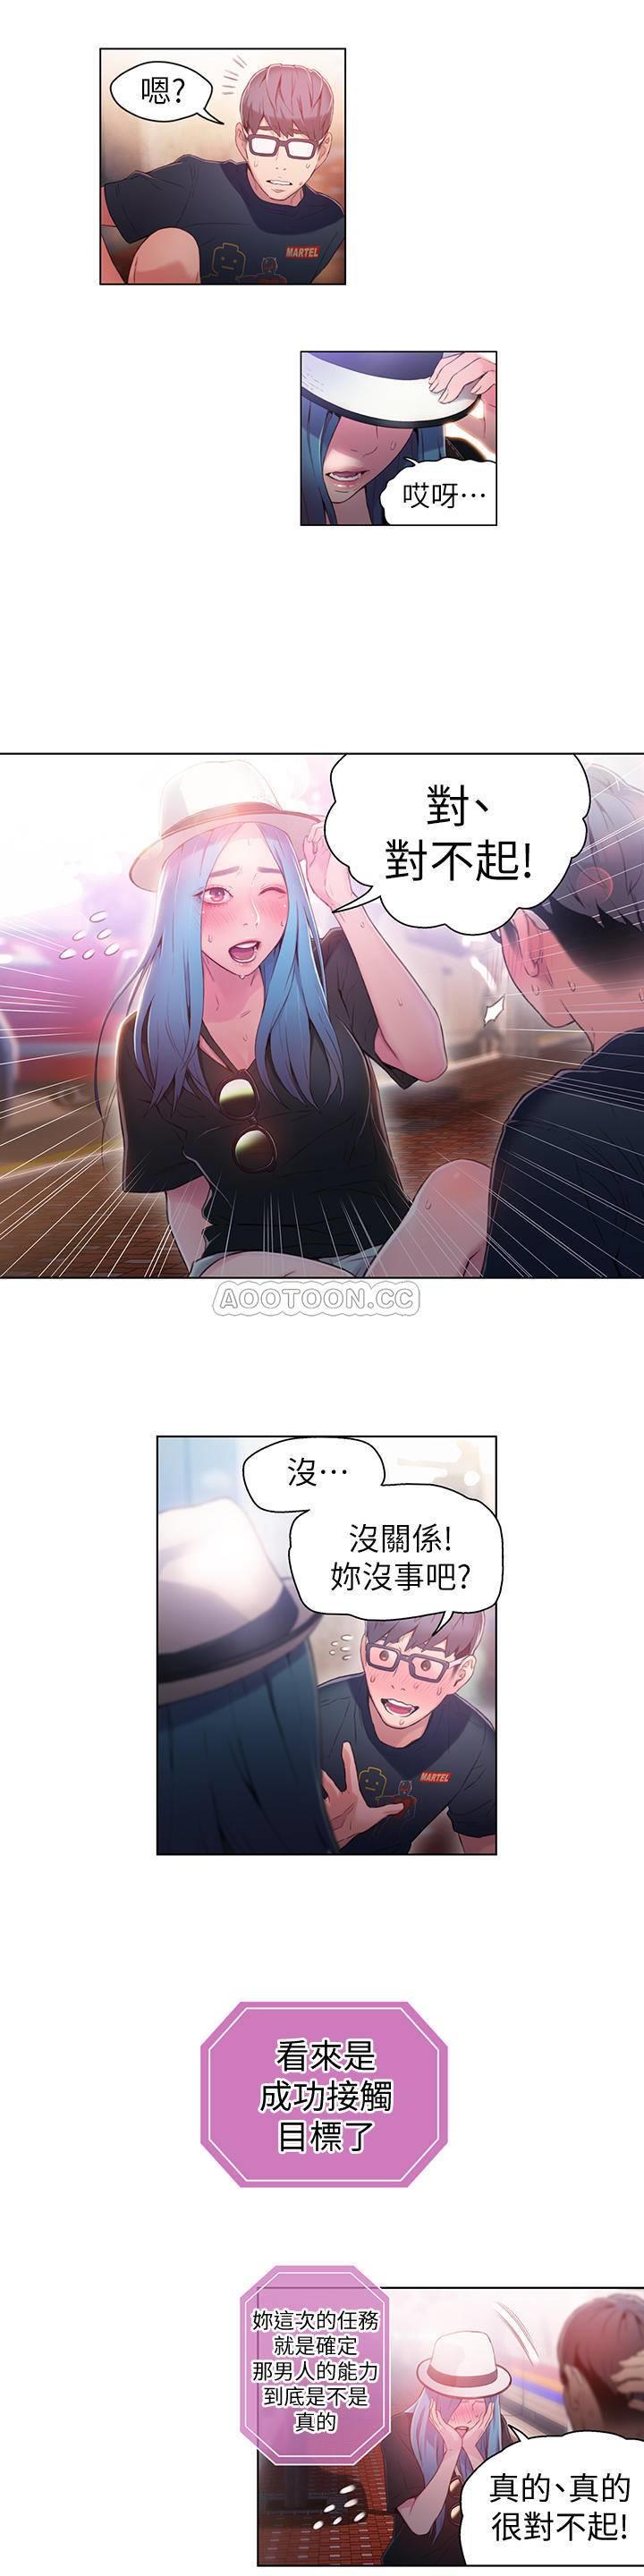 嗯?
MARTEL
哎呀⋯
對、
對不起!
AOOTOON.CC
沒⋯
沒關係!
妳沒事吧?
MARTEL
看來是
成功接觸
目標了
妳這次的任務
就是確定
那男人的能力
到底是不是
真的
真的、真的
很對不起!